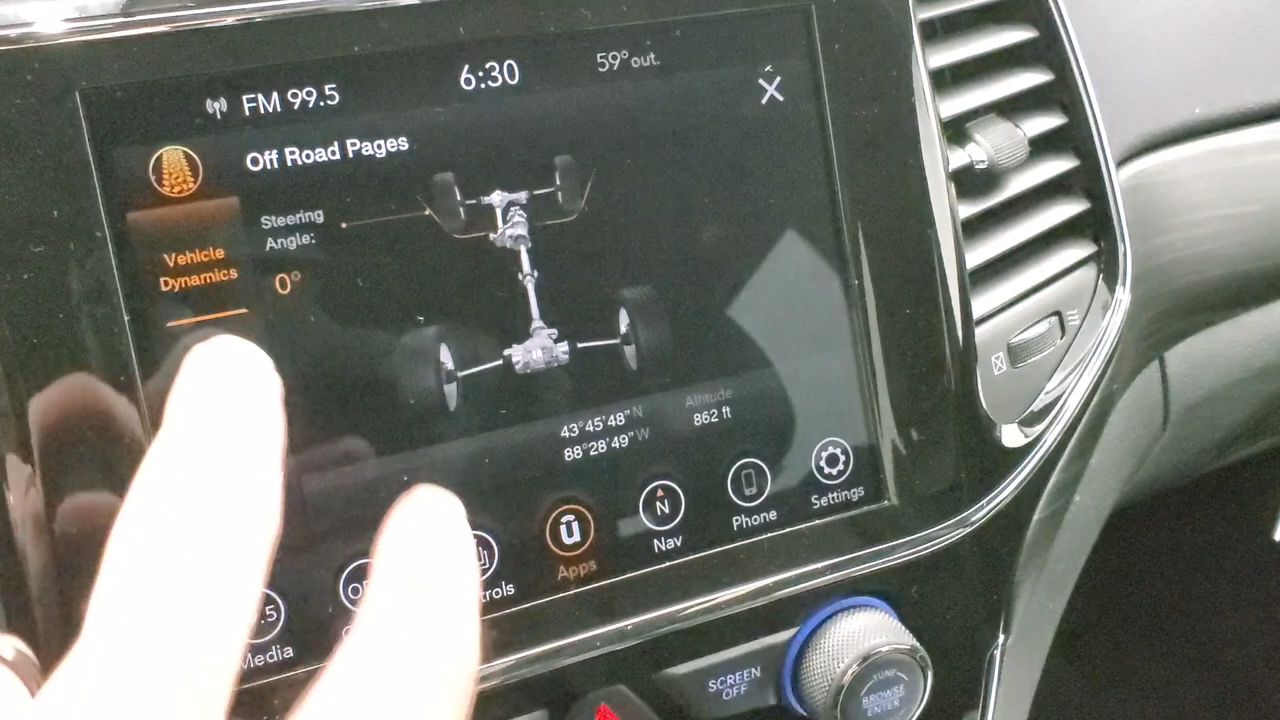 FM 99.5
6:30
59° out.
Off Road Pages
Vehicle
Dynamics
Steering
Angle:
0°
43°45'48" N
88°28'49" W
Altitude
862 ft
.5
Media
trols
Apps
N
Nav
Phone
Settings
SCREEN
OFF
TUNE
BROWSE
ENTER